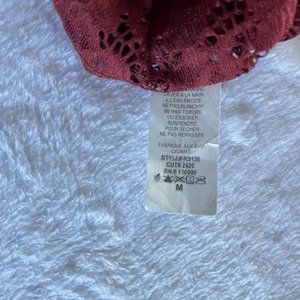 LAVER À LA MAIN
EAU FROIDE
NE PAS BLANCHIR
NE PAS TORDRE
OU ESSORER
SUSPENDRE
POUR SÉCHER
NE PAS REPASSER
FABRIQUÉ AUX É-U
STYLE# K5136
CUT# 2420
RN # 116990
M